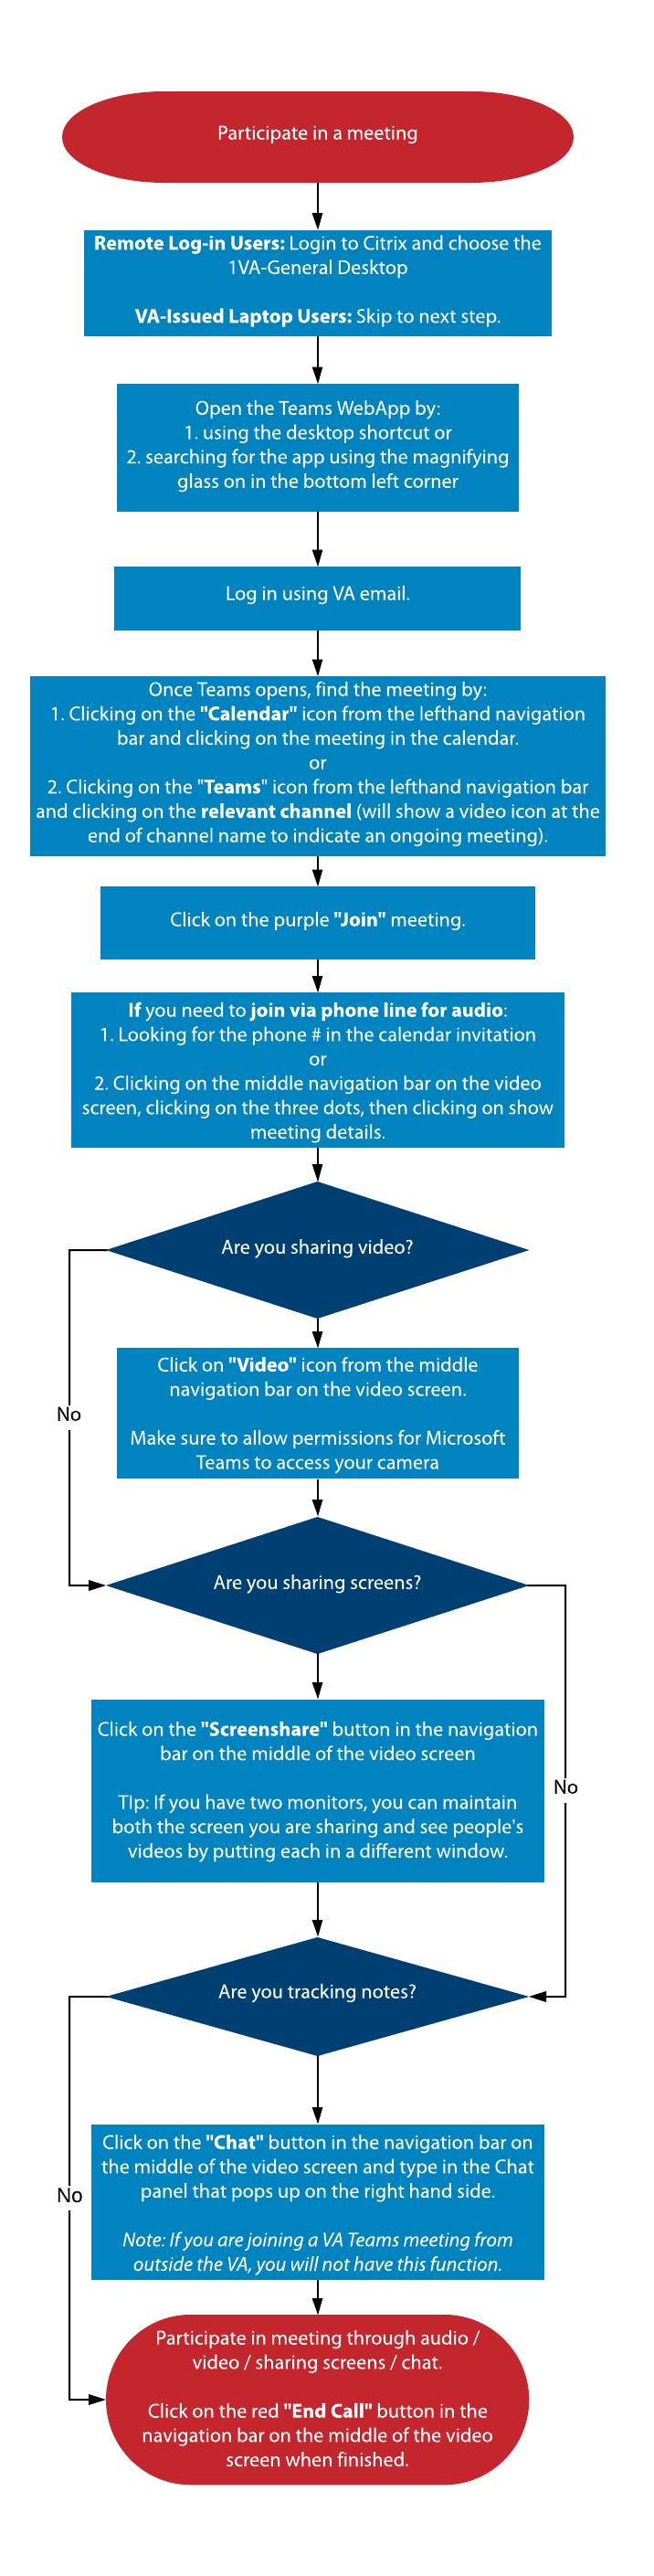 Participate in a meeting
Remote Log-in Users: Login to Citrix and choose the
1VA-General Desktop
VA-Issued Laptop Users: Skip to next step.
Open the Teams WebApp by:
1. using the desktop shortcut or
2. searching for the app using the magnifying
glass on in the bottom left corner
Log in using VA email.
Once Teams opens, find the meeting by:
1. Clicking on the "Calendar" icon from the lefthand navigation
bar and clicking on the meeting in the calendar.
or
2. Clicking on the "Teams" icon from the lefthand navigation bar
and clicking on the relevant channel (will show a video icon at the
end of channel name to indicate an ongoing meeting).
Click on the purple "Join" meeting.
If you need to join via phone line for audio:
1. Looking for the phone # in the calendar invitation
or
2. Clicking on the middle navigation bar on the video
screen, clicking on the three dots, then clicking on show
meeting details.
Are you sharing video?
Click on "Video" icon from the middle
navigation bar on the video screen.
No
Make sure to allow permissions for Microsoft
Teams to access your camera
Are you sharing screens?
Click on the "Screenshare" button in the navigation
bar on the middle of the video screen
No
TIp: If you have two monitors, you can maintain
both the screen you are sharing and see people's
videos by putting each in a different window.
Are you tracking notes?
Click on the "Chat" button in the navigation bar on
the middle of the video screen and type in the Chat
panel that pops up on the right hand side.
No
Note: If you are joining a VA Teams meeting from
outside the VA, you will not have this function.
Participate in meeting through audio /
video / sharing screens / chat.
Click on the red "End Call" button in the
navigation bar on the middle of the video
screen when finished.